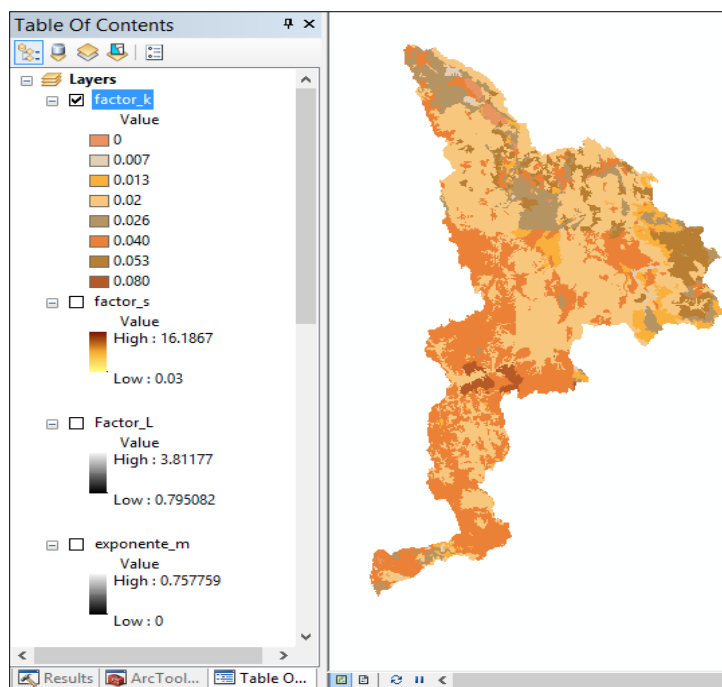 Table Of Contents
Layers
factor_k
Value
0
0.007
0.013
0.02
0.026
0.040
0.053
0.080
factor_s
Value
High : 16.1867
Low : 0.03
Factor_L
Value
High : 3.81177
Low : 0.795082
exponente_m
Value
High : 0.757759
Low : 0
Results ArcTool... Table O...